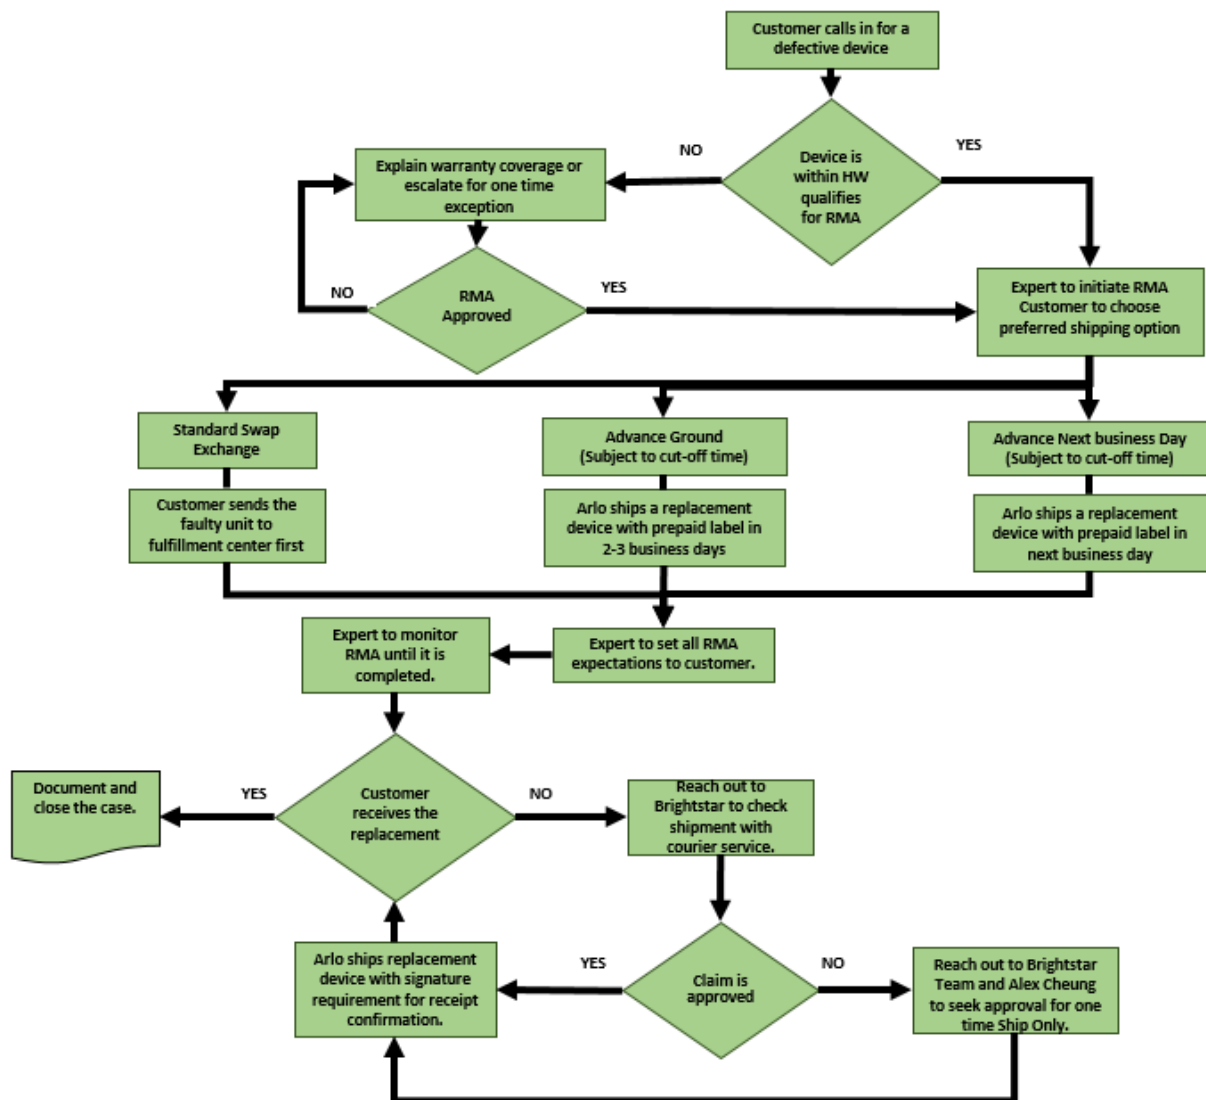 Customer calls in for a
defective device
NO
YES
Device is
within HW
qualifies
for RMA
Explain warranty coverage or
escalate for one time
exception
NO
RMA
Approved
YES
Expert to initiate RMA
Customer to choose
preferred shipping option
Standard Swap
Exchange
Advance Ground
(Subject to cut-off time)
Advance Next business Day
(Subject to cut-off time)
Customer sends the
faulty unit to
fulfillment center first
Arlo ships a replacement
device with prepaid label in
2-3 business days
Arlo ships a replacement
device with prepaid label in
next business day
Expert to monitor
RMA until it is
completed.
Expert to set all RMA
expectations to customer.
Document and
close the case.
YES
Customer
receives the
replacement
NO
Reach out to
Brightstar to check
shipment with
courier service.
Arlo ships replacement
device with signature
requirement for receipt
confirmation.
YES
Claim is
approved
NO
Reach out to Brightstar
Team and Alex Cheung
to seek approval for one
time Ship Only.